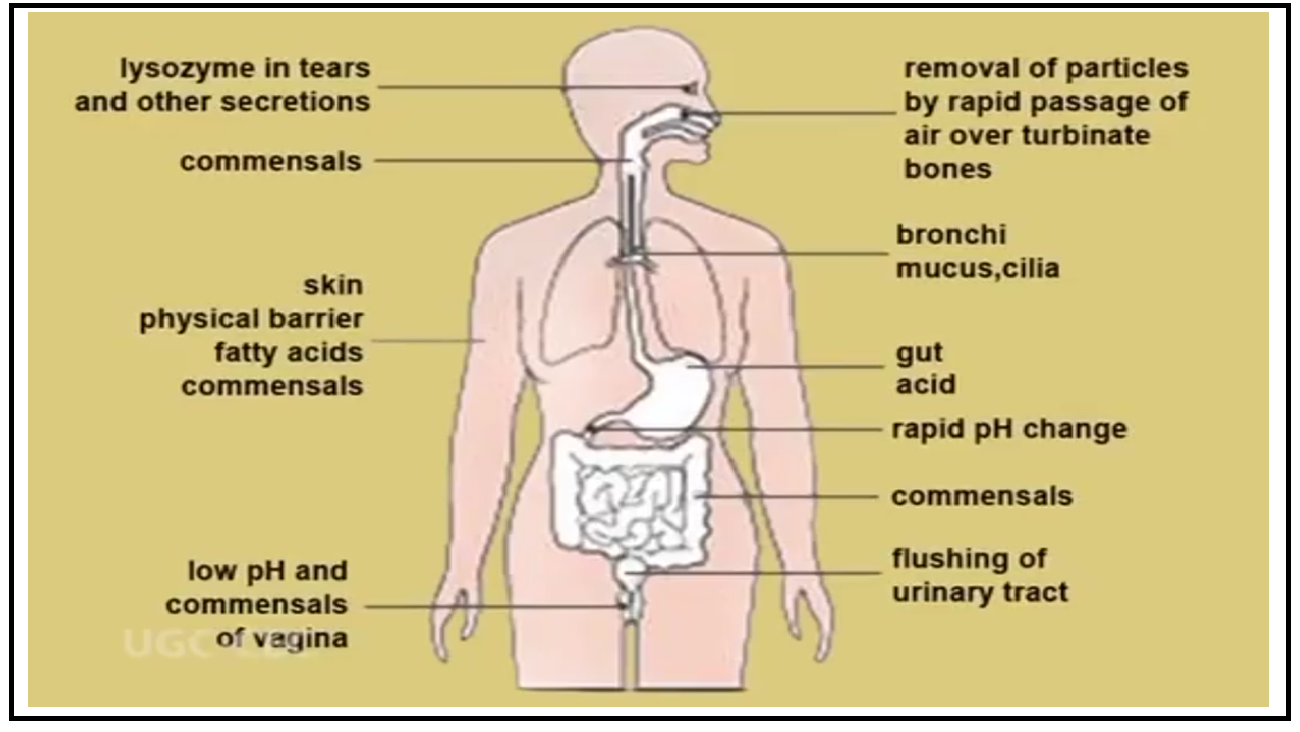 lysozyme in tears
and other secretions
commensals
skin
physical barrier
fatty acids
commensals
low pH and
commensals
of vagina
UGC
removal of particles
by rapid passage of
air over turbinate
bones
bronchi
mucus,cilia
gut
acid
rapid pH change
commensals
flushing of
urinary tract